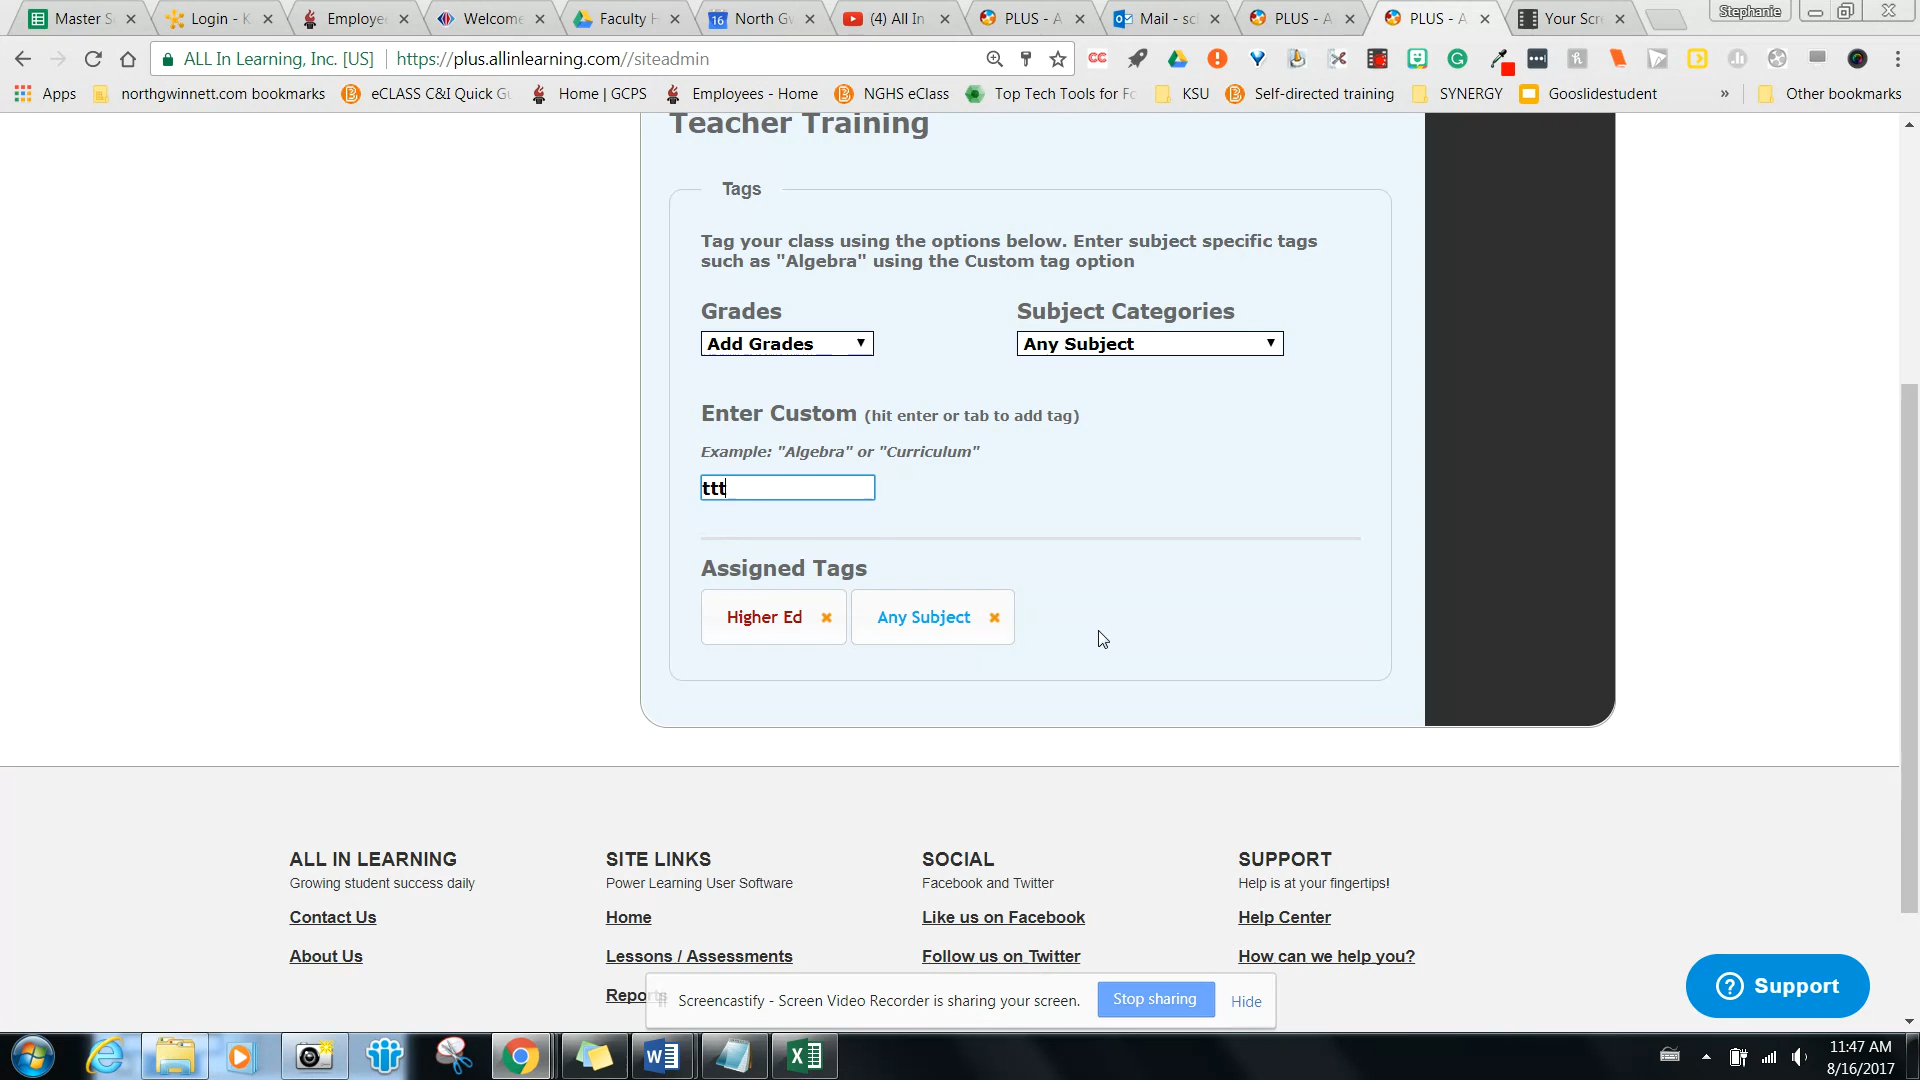 Master S
Login - K
Employe
Welcome
Faculty H
North Gw
(4) All In
PLUS - A
Mail - sc
PLUS - A
PLUS - A
Your Scr
Stephanie
ALL In Learning, Inc. [US]
https://plus.allinlearning.com//siteadmin
Apps
northgwinnett.com bookmarks
eCLASS C&I Quick G
Home | GCPS
Employees - Home
NGHS eClass
Top Tech Tools for Fo
KSU
Self-directed training
SYNERGY
Gooslidestudent
»
Other bookmarks
Teacher Training
Tags
Tag your class using the options below. Enter subject specific tags
such as "Algebra" using the Custom tag option
Grades
Subject Categories
Add Grades
Any Subject
Enter Custom (hit enter or tab to add tag)
Example: "Algebra" or "Curriculum"
ttt
Assigned Tags
Higher Ed
Any Subject
ALL IN LEARNING
Growing student success daily
Contact Us
About Us
SITE LINKS
Power Learning User Software
Home
Lessons / Assessments
Reports
SOCIAL
Facebook and Twitter
Like us on Facebook
Follow us on Twitter
SUPPORT
Help is at your fingertips!
Help Center
How can we help you?
Support
Screencastify - Screen Video Recorder is sharing your screen.
Stop sharing
Hide
11:47 AM
8/16/2017